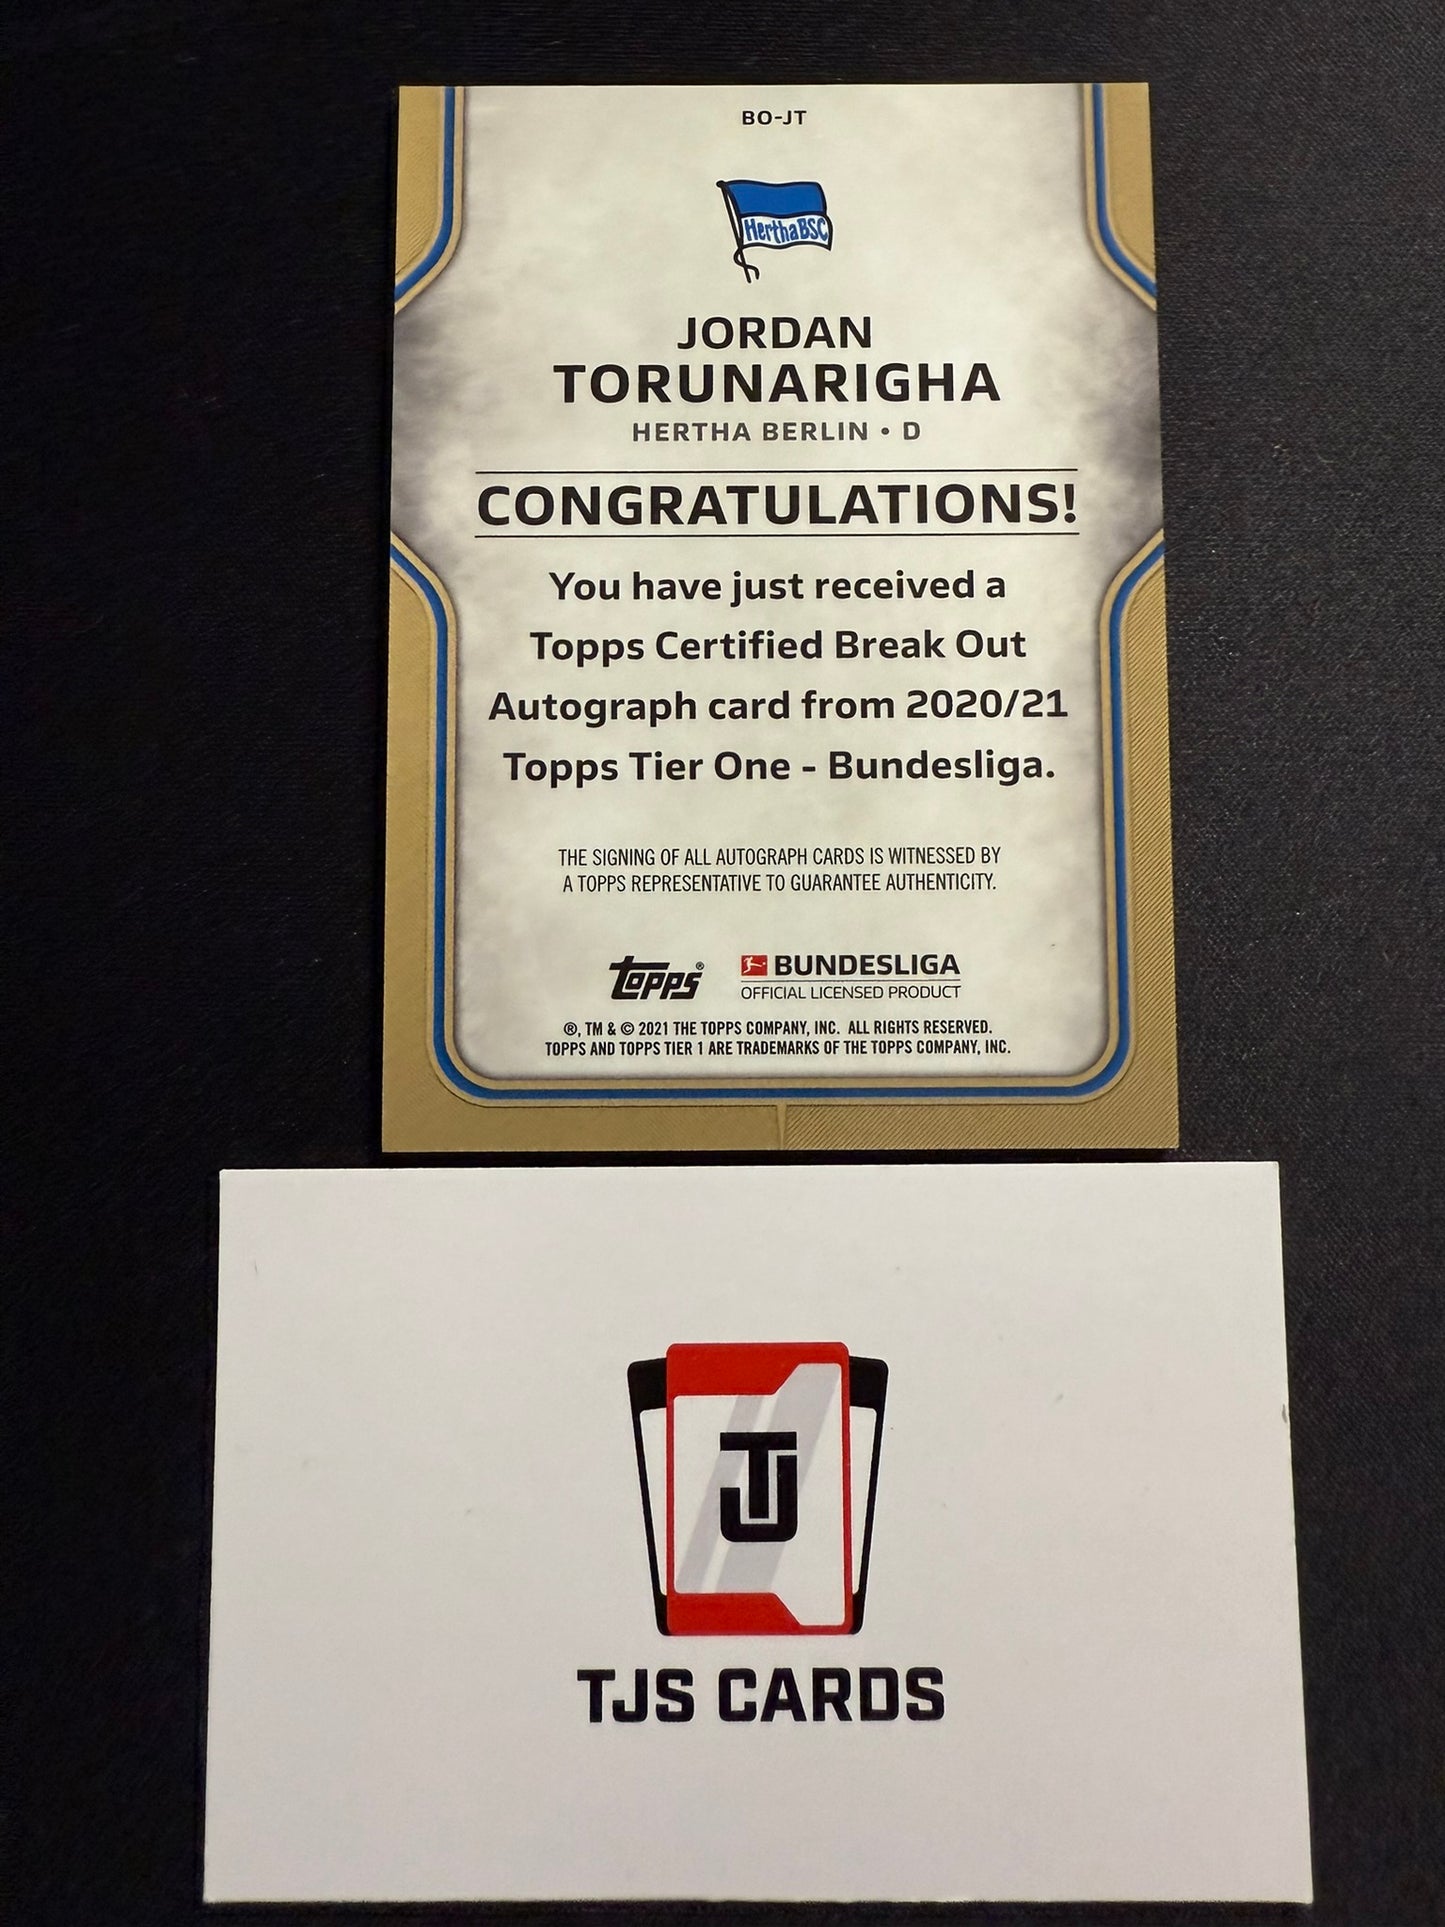 BO-JT
HerthaBSC
JORDAN
TORUNARIGHA
HERTHA BERLIN • D
CONGRATULATIONS!
You have just received a
Topps Certified Break Out
Autograph card from 2020/21
Topps Tier One - Bundesliga.
THE SIGNING OF ALL AUTOGRAPH CARDS IS WITNESSED BY
A TOPPS REPRESENTATIVE TO GUARANTEE AUTHENTICITY.
topps® BUNDESLIGA
OFFICIAL LICENSED PRODUCT
®, TM & © 2021 THE TOPPS COMPANY, INC. ALL RIGHTS RESERVED.
TOPPS AND TOPPS TIER 1 ARE TRADEMARKS OF THE TOPPS COMPANY, INC.
TJ
TJS CARDS